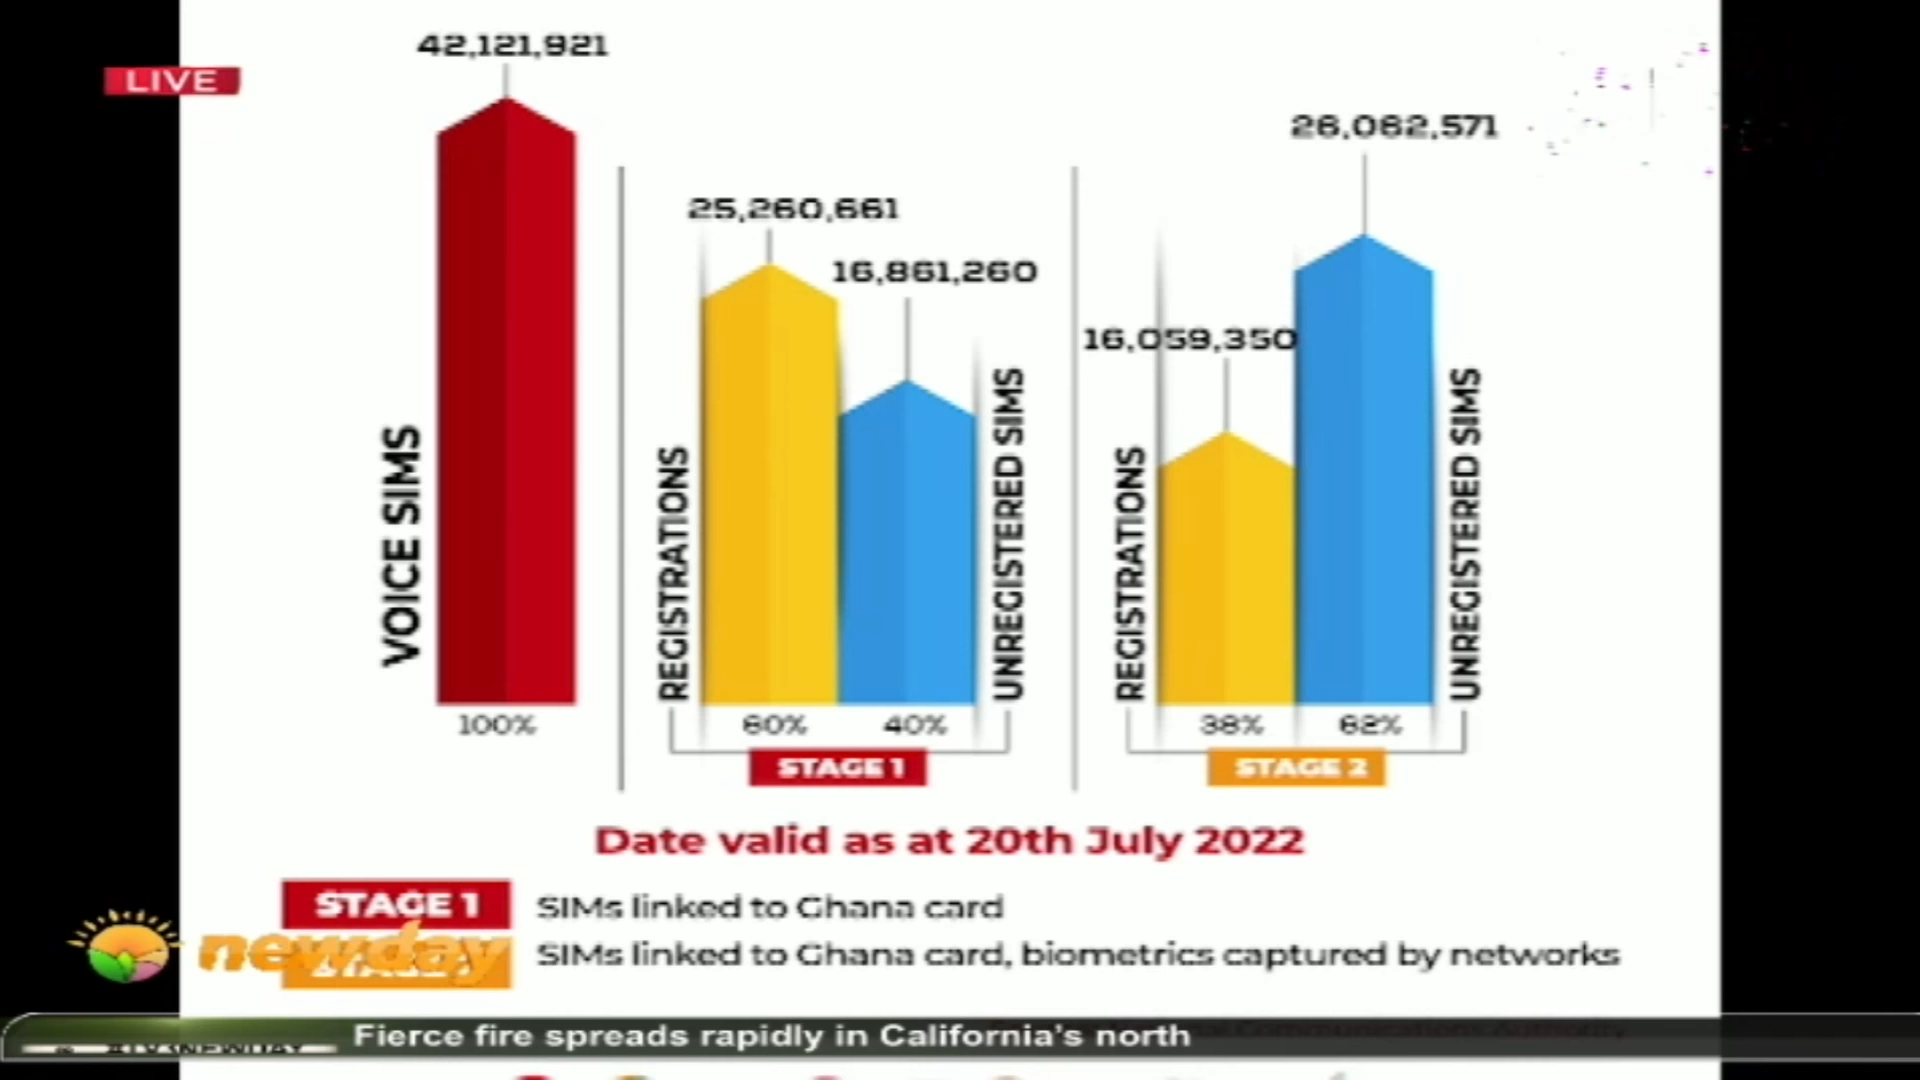 42,121,921
LIVE
26,062,571
25,260,661
16,861,260
16,059,350
VOICE SIMS
REGISTRATIONS
UNREGISTERED SIMS
REGISTRATIONS
UNREGISTERED SIMS
100%
60%
40%
38%
62%
STAGE 1
STAGE 2
Date valid as at 20th July 2022
STAGE 1
SIMs linked to Ghana card
newday
SIMs linked to Ghana card, biometrics captured by networks
Fierce fire spreads rapidly in California's north